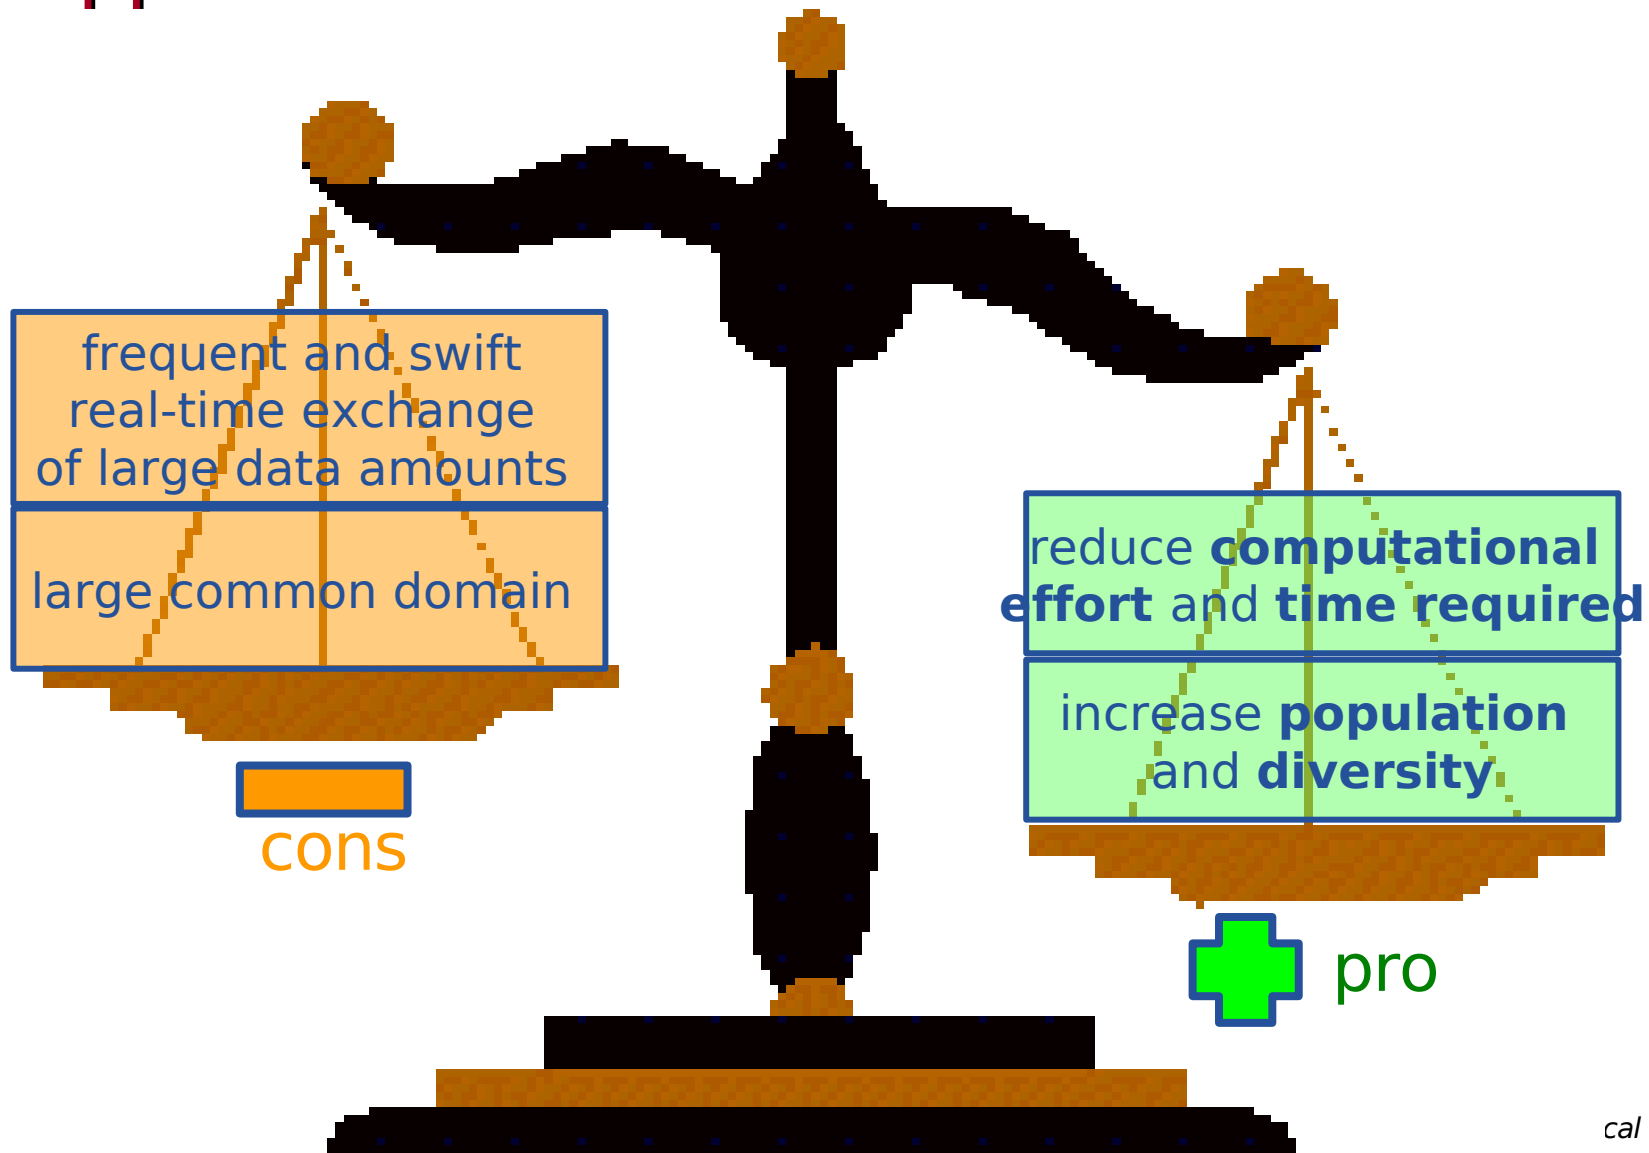 frequent and swift
real-time exchange
of large data amounts
large common domain
cons
reduce computational
effort and time required
increase population
and diversity
pro
cal